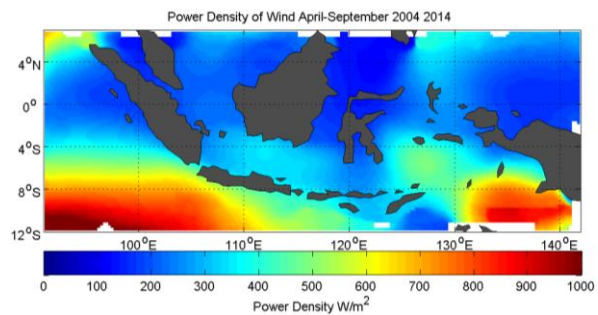 Power Density of Wind April-September 2004 2014
4°N
0°
4°S
8°S
12°S
100°E 110°E 120°E 130°E 140°E
0 100 200 300 400 500 600 700 800 900 1000
Power Density W/m²